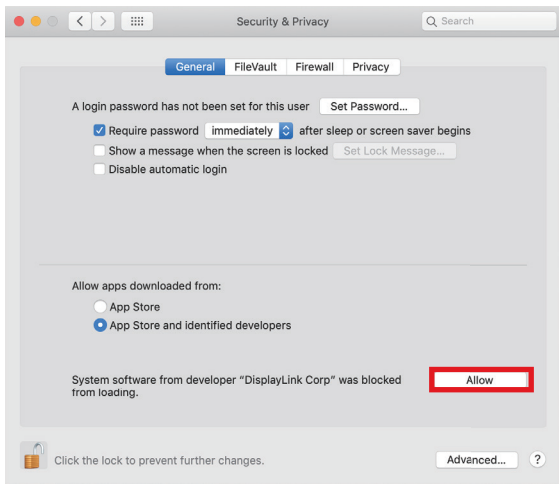 Security & Privacy
Search
General FileVault Firewall Privacy
A login password has not been set for this user Set Password...
Require password immediately after sleep or screen saver begins
Show a message when the screen is locked Set Lock Message...
Disable automatic login
Allow apps downloaded from:
App Store
App Store and identified developers
System software from developer “DisplayLink Corp” was blocked Allow
from loading.
Click the lock to prevent further changes. Advanced... ?